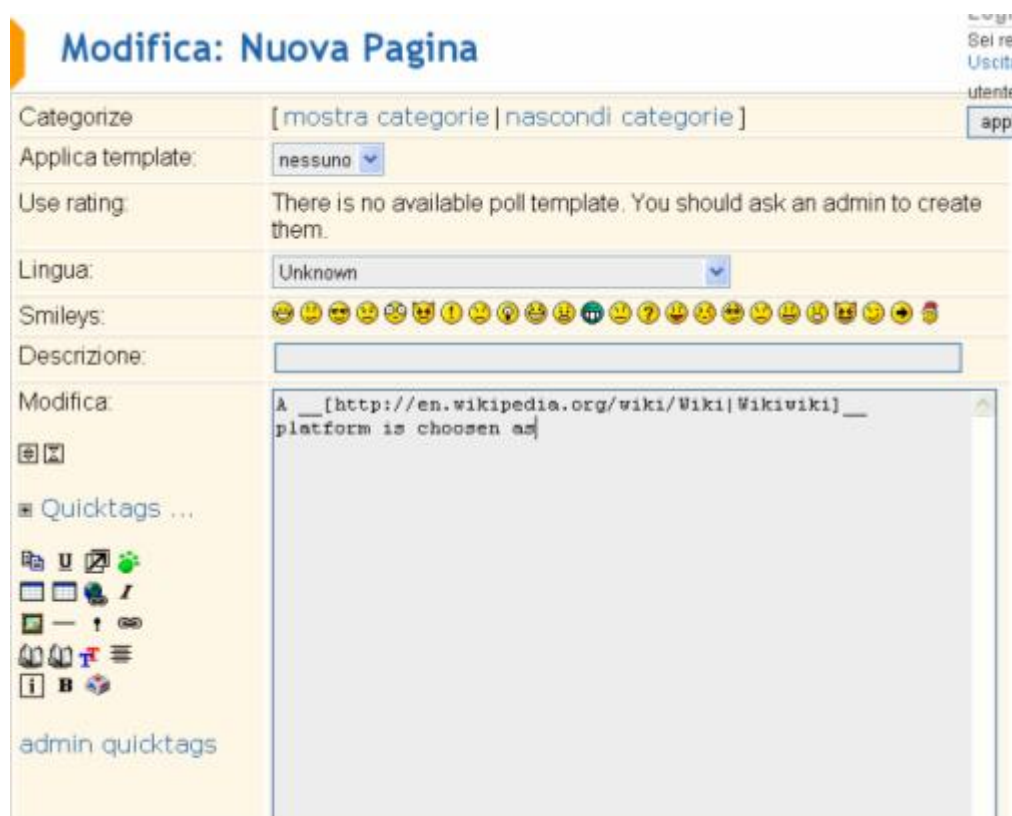 Modifica: Nuova Pagina
Sei re
Uscit
utente
app
Categorize [mostra categorie|nascondi categorie]
Applica template: nessuno
Use rating: There is no available poll template. You should ask an admin to create
them.
Lingua: Unknown
Smileys:
Descrizione:
Modifica: A __[http://en.wikipedia.org/wiki/Wiki|Wikiwiki]__
platform is choosen as
Quicktags ...
admin quicktags